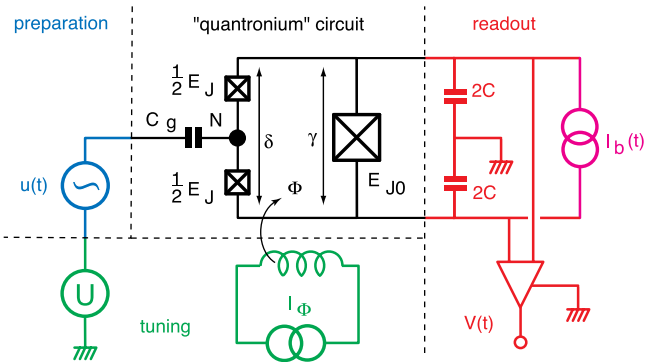 preparation
"quantronium" circuit
readout
1/2 E J
C g
N
δ
γ
2C
I b (t)
u(t)
1/2 E J
Φ
E J0
2C
U
I Φ
tuning
V(t)